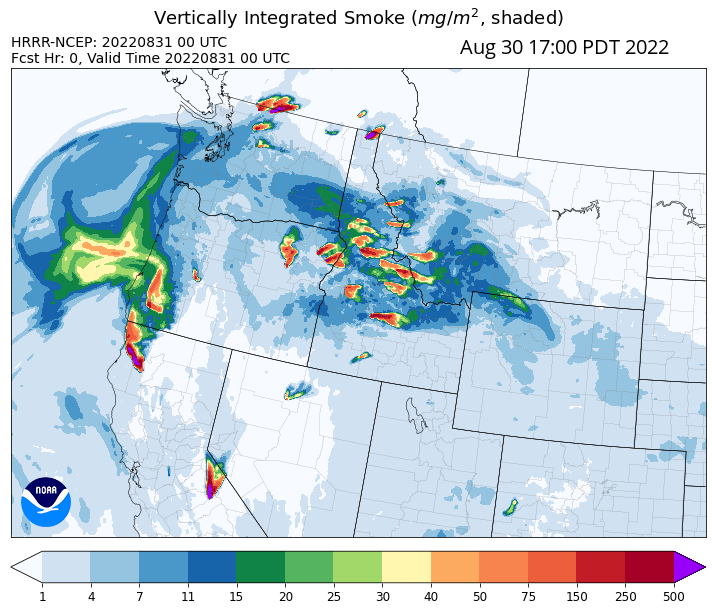 Vertically Integrated Smoke (mg/m², shaded)
HRRR-NCEP: 20220831 00 UTC
Fcst Hr: 0, Valid Time 20220831 00 UTC
Aug 30 17:00 PDT 2022
NOAA
1 4 7 11 15 20 25 30 40 50 75 150 250 500